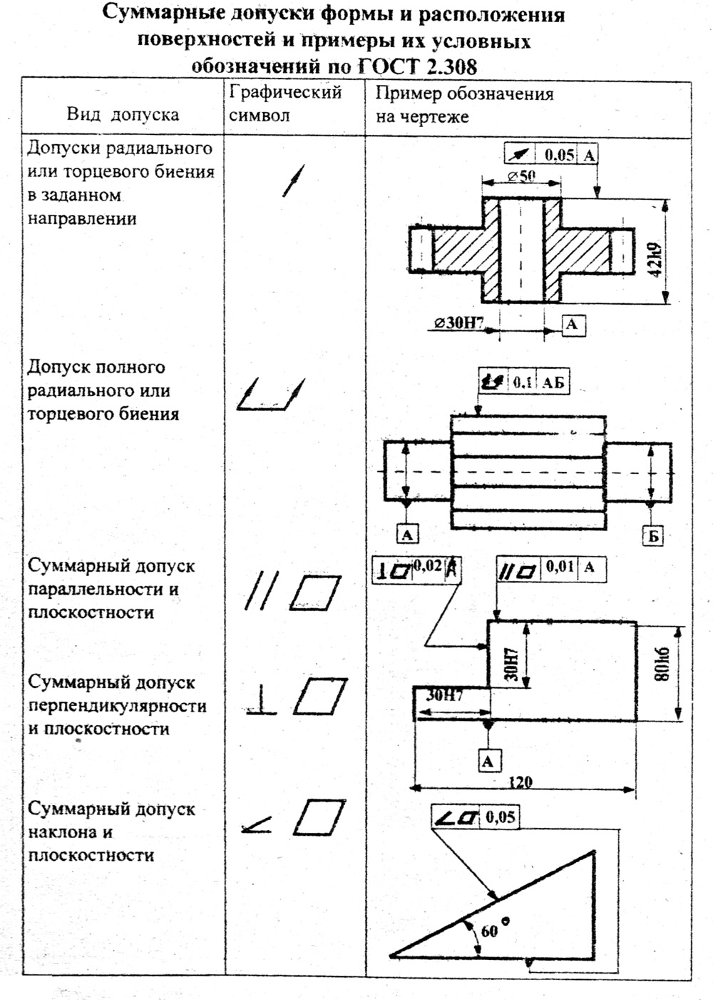 Суммарные допуски формы и расположения
поверхностей и примеры их условных
обозначений по ГОСТ 2.308
Вид допуска
Графический
символ
Пример обозначения
на чертеже
Допуски радиального
или торцевого биения
в заданном
направлении
0.05 А
⌀50
42h9
⌀30H7
А
Допуск полного
радиального или
торцевого биения
0.1 АБ
А
Б
Суммарный допуск
параллельности и
плоскостности
0,02 А
0,01 А
30H7
80h6
Суммарный допуск
перпендикулярности
и плоскостности
30H7
А
120
Суммарный допуск
наклона и
плоскостности
0,05
60°